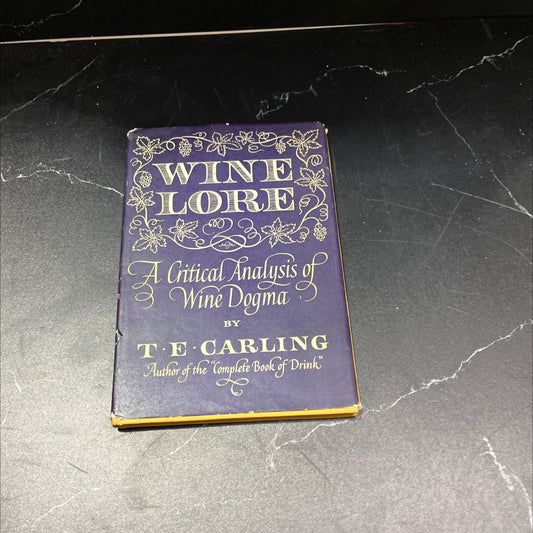 WINE
LORE
A Critical Analysis of
Wine Dogma
BY
T·E·CARLING
Author of the "Complete Book of Drink"